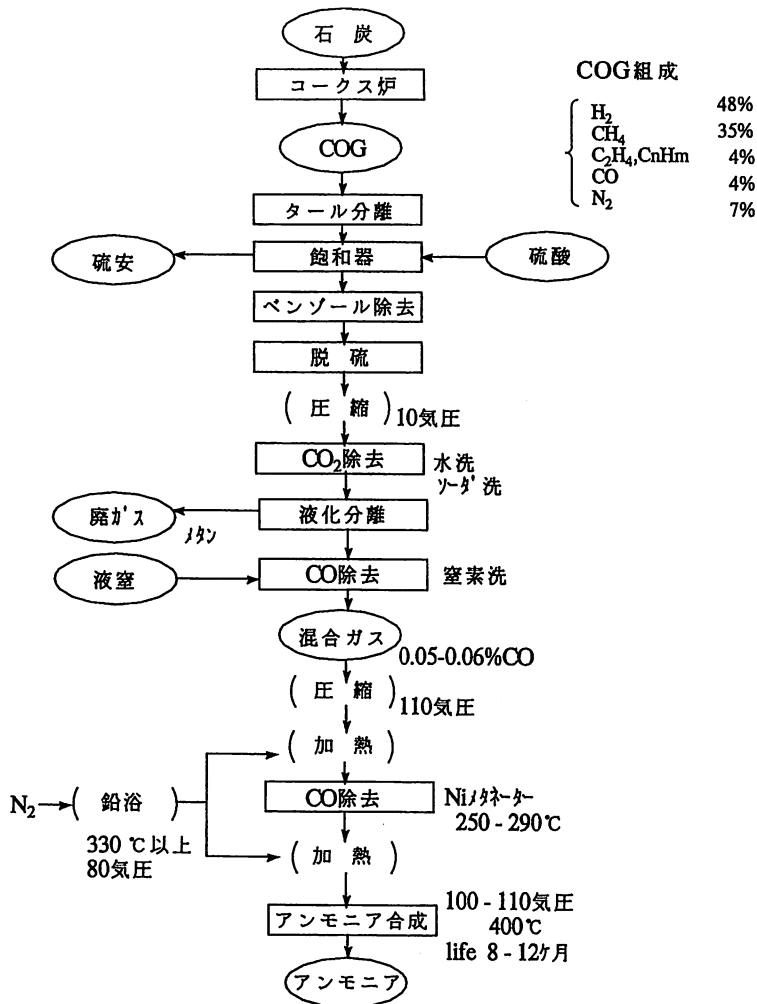 石 炭
コークス炉
COG組成
H2 48%
CH4 35%
C2H4,CnHm 4%
CO 4%
N2 7%
COG
タール分離
硫安
飽和器
硫酸
ベンゾール除去
脱 硫
( 圧 縮 ) 10気圧
CO2除去
水洗
ソーダ洗
廃ガス
メタン
液化分離
液窒
CO除去
窒素洗
混合ガス
0.05-0.06%CO
( 圧 縮 ) 110気圧
( 加 熱 )
N2
( 鉛浴 )
330 ℃以上
80気圧
CO除去
Niメタネーター
250 - 290℃
( 加 熱 )
アンモニア合成
100 - 110気圧
400℃
life 8 - 12ケ月
アンモニア